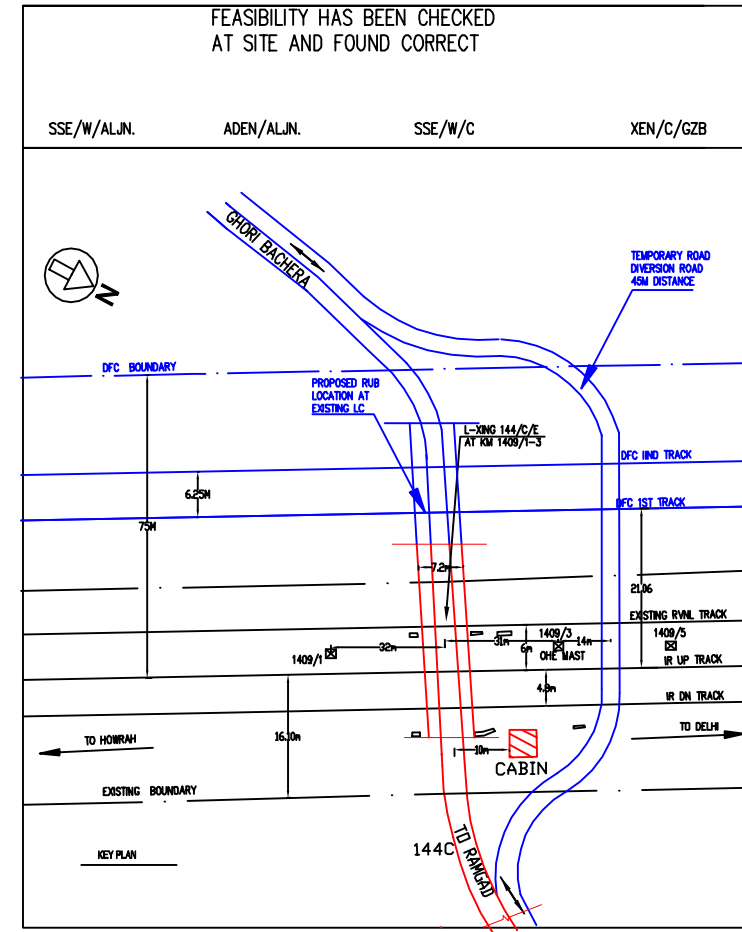 FEASIBILITY HAS BEEN CHECKED
AT SITE AND FOUND CORRECT
SSE/W/ALJN.
ADEN/ALJN.
SSE/W/C
XEN/C/GZB
GHORI BACHERA
N
TEMPORARY ROAD
DIVERSION ROAD
45M DISTANCE
DFC BOUNDARY
PROPOSED RUB
LOCATION AT
EXISTING LC
L-XING 144/C/E
AT KM 1409/1-3
DFC IIND TRACK
6.25M
DFC 1ST TRACK
75M
7.2m
21.06
EXISTING RVNL TRACK
1409/1
32m
31m
6m
1409/3
OHE MAST
14m
1409/5
IR UP TRACK
4.8m
IR DN TRACK
TO HOWRAH
16.10m
10m
CABIN
TO DELHI
EXISTING BOUNDARY
KEY PLAN
144C
TO RAMGAD